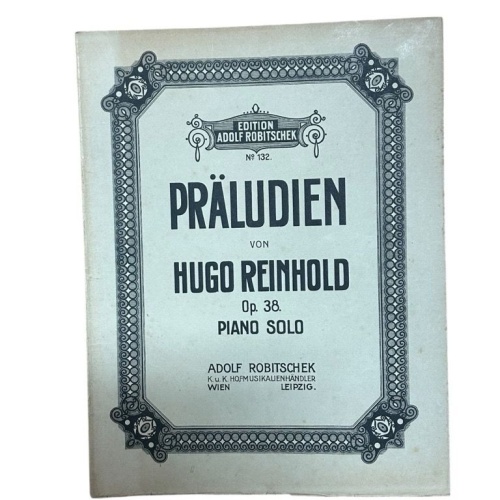 EDITION
ADOLF ROBITSCHEK
No 132.
PRÄLUDIEN
VON
HUGO REINHOLD
Op. 38.
PIANO SOLO
ADOLF ROBITSCHEK
K.u.K. HOFMUSIKALIENHÄNDLER
WIEN LEIPZIG.